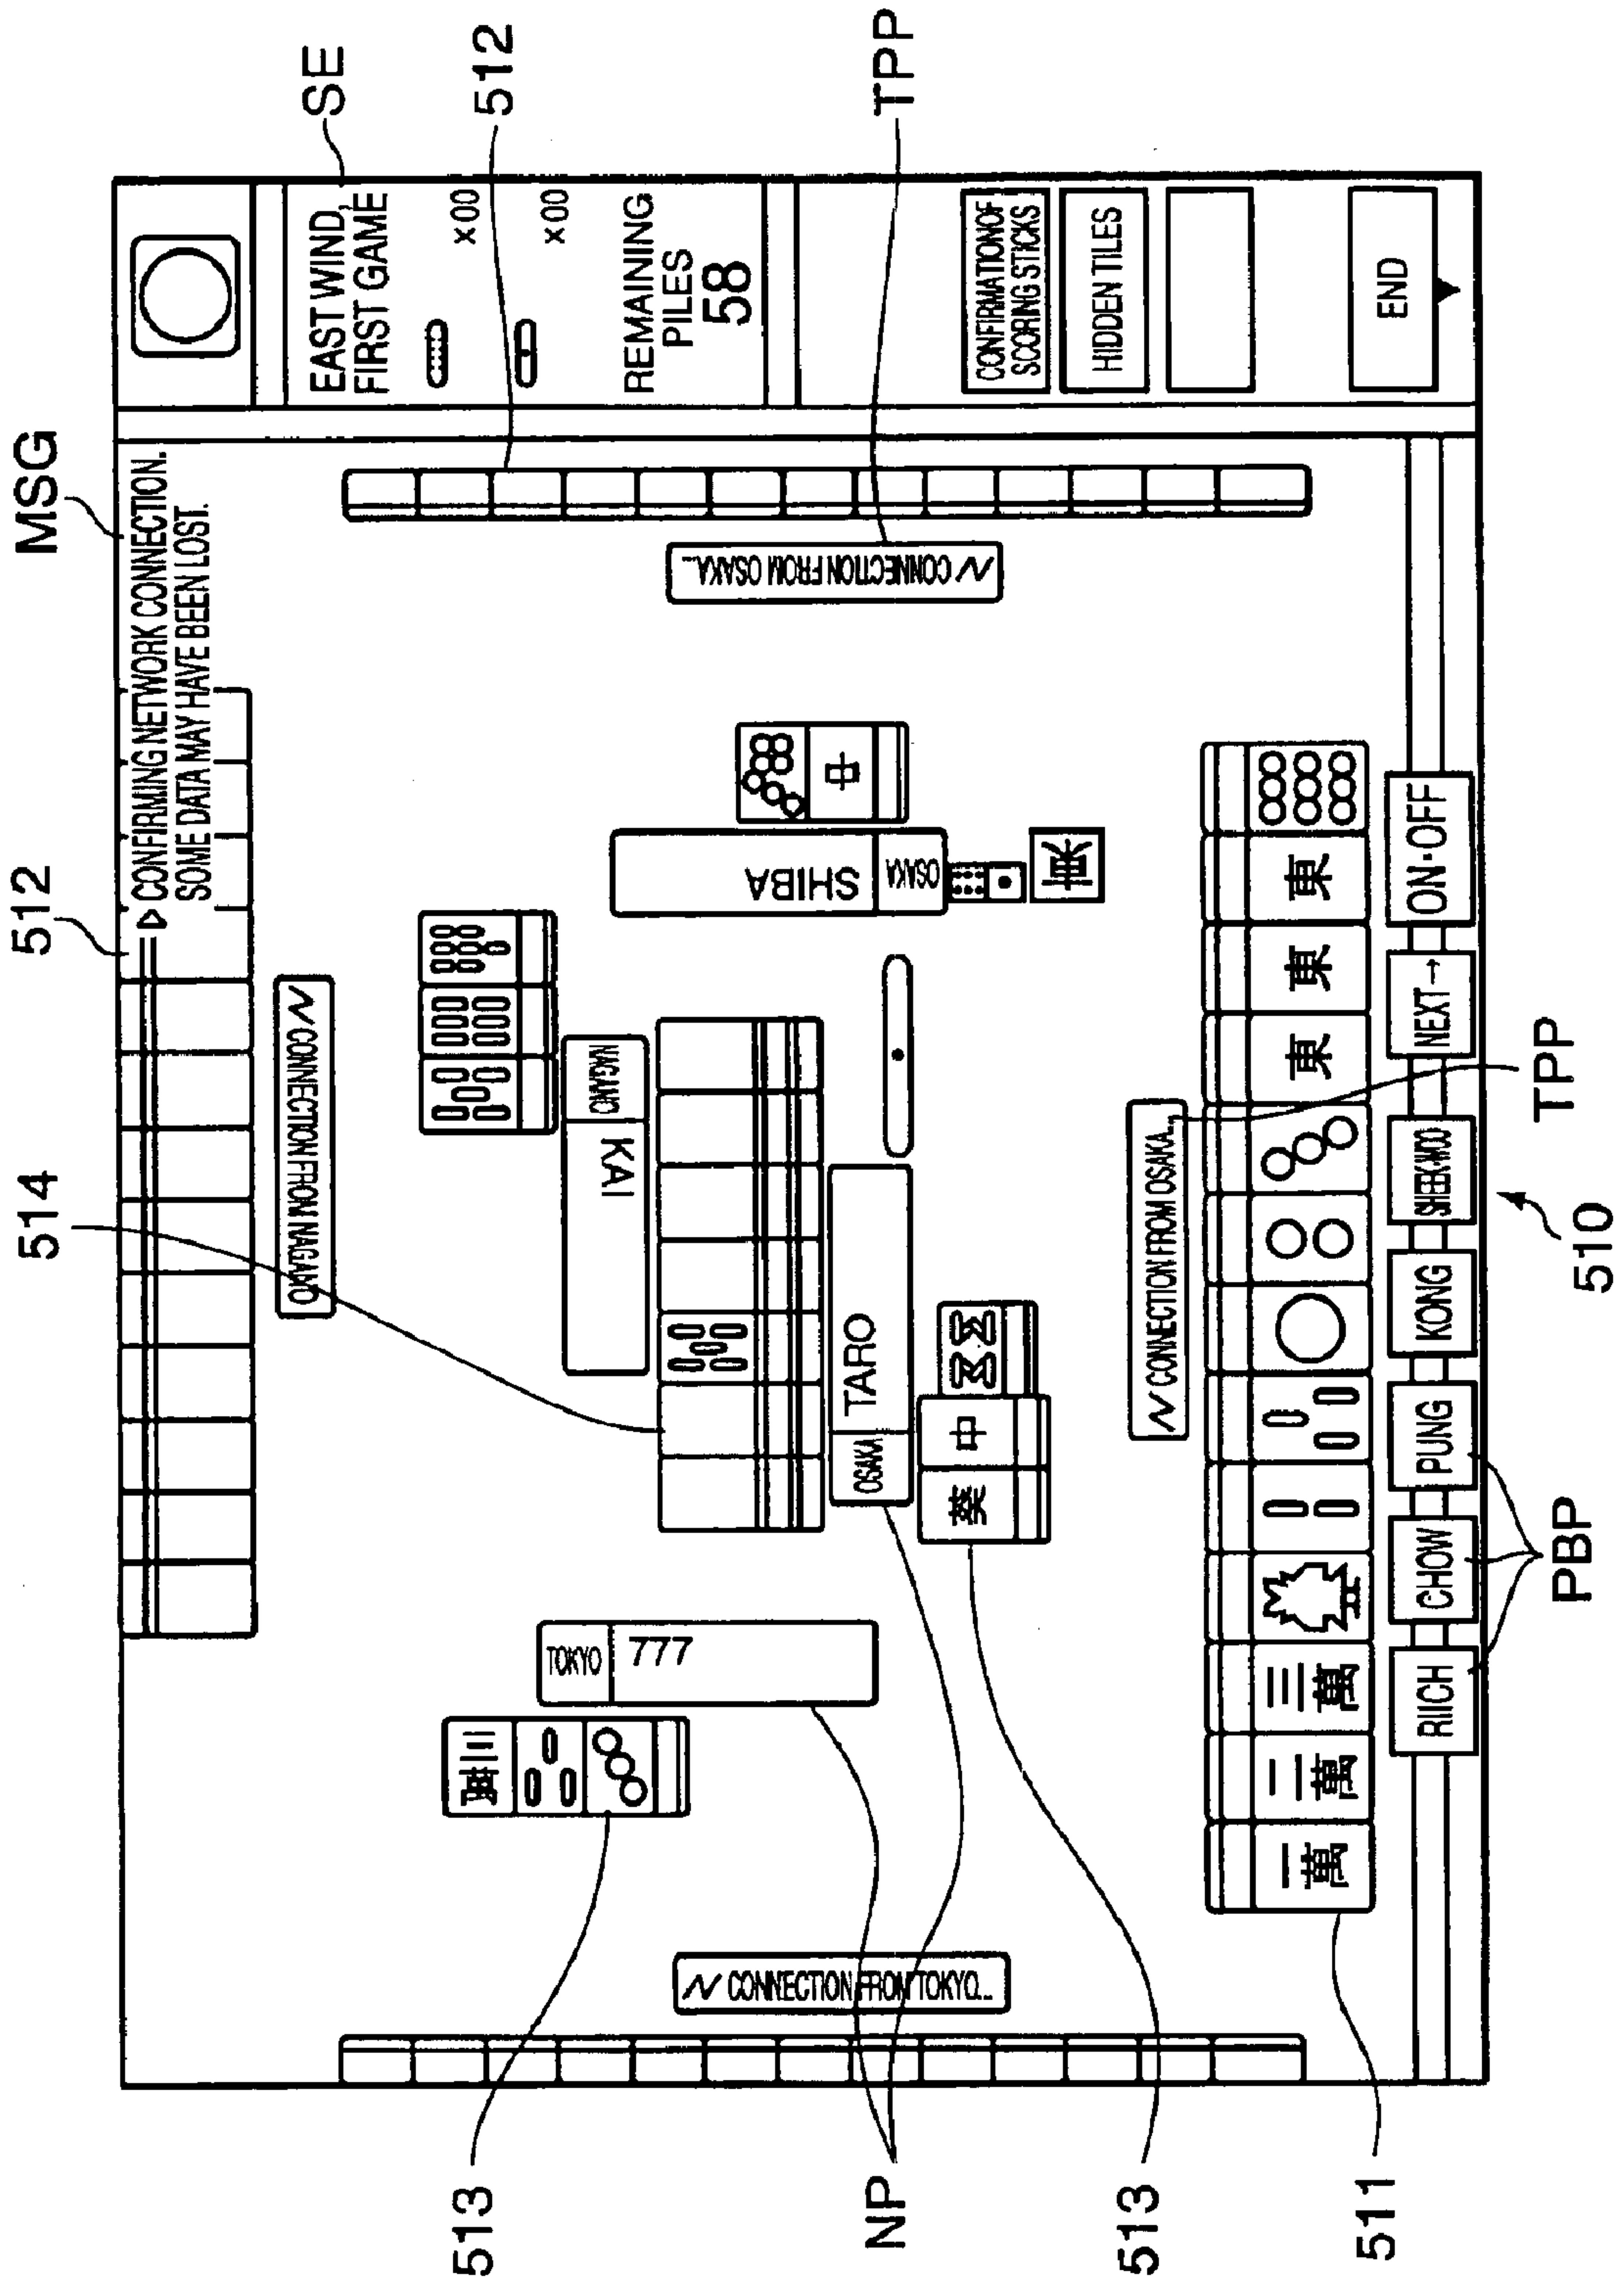 MSG
512
514
▷ CONFIRMING NETWORK CONNECTION.
SOME DATA MAY HAVE BEEN LOST.
SE
EAST WIND,
FIRST GAME
×00
×00
512
REMAINING
PILES
58
TPP
CONFIRMATION OF
SCORING STICKS
HIDDEN TILES
END
CONNECTION FRON NAGANO
CONNECTION FROM OSAKA...
NAGANO
KAI
SHIBA
OSAKA
中
TOKYO
777
OSAKA
TARO
中
三
513
NP
513
CONNECTION FROM TOKYO...
CONNECTION FROM OSAKA...
TPP
一萬
二萬
三萬
東
東
東
511
RIICH
CHOW
PUNG
KONG
NEXT→
ON·OFF
PBP
510